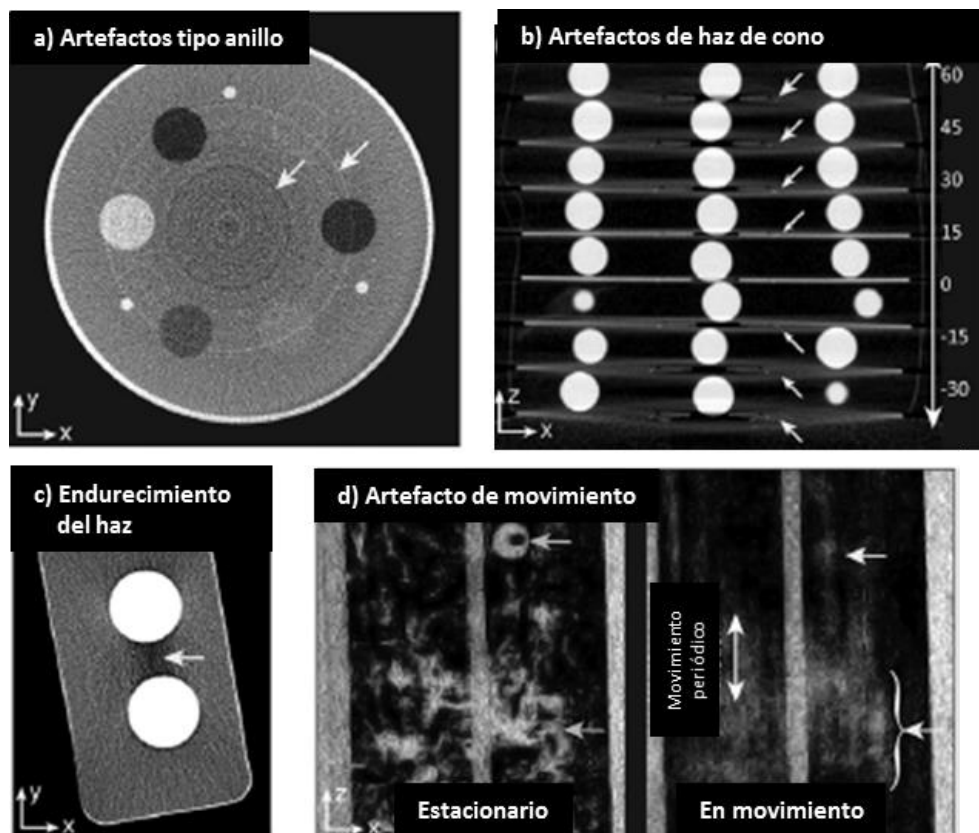 a) Artefactos tipo anillo
y
x
b) Artefactos de haz de cono
60
45
30
15
0
-15
-30
z
x
c) Endurecimiento
del haz
y
x
d) Artefacto de movimiento
Movimiento
periódico
z
x
Estacionario
En movimiento